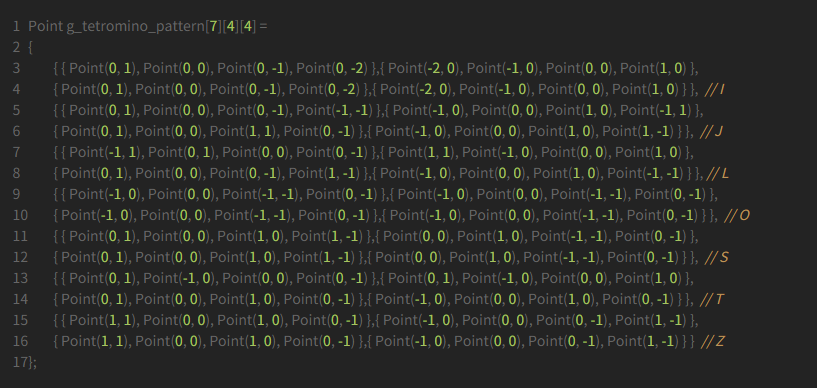 1 Point g_tetromino_pattern[7][4][4] =
2 {
3 { { Point(0, 1), Point(0, 0), Point(0, -1), Point(0, -2) },{ Point(-2, 0), Point(-1, 0), Point(0, 0), Point(1, 0) },
4 { Point(0, 1), Point(0, 0), Point(0, -1), Point(0, -2) },{ Point(-2, 0), Point(-1, 0), Point(0, 0), Point(1, 0) } }, // I
5 { { Point(0, 1), Point(0, 0), Point(0, -1), Point(-1, -1) },{ Point(-1, 0), Point(0, 0), Point(1, 0), Point(-1, 1) },
6 { Point(0, 1), Point(0, 0), Point(1, 1), Point(0, -1) },{ Point(-1, 0), Point(0, 0), Point(1, 0), Point(1, -1) } }, // J
7 { { Point(-1, 1), Point(0, 1), Point(0, 0), Point(0, -1) },{ Point(1, 1), Point(-1, 0), Point(0, 0), Point(1, 0) },
8 { Point(0, 1), Point(0, 0), Point(0, -1), Point(1, -1) },{ Point(-1, 0), Point(0, 0), Point(1, 0), Point(-1, -1) } }, // L
9 { { Point(-1, 0), Point(0, 0), Point(-1, -1), Point(0, -1) },{ Point(-1, 0), Point(0, 0), Point(-1, -1), Point(0, -1) },
10 { Point(-1, 0), Point(0, 0), Point(-1, -1), Point(0, -1) },{ Point(-1, 0), Point(0, 0), Point(-1, -1), Point(0, -1) } }, // O
11 { { Point(0, 1), Point(0, 0), Point(1, 0), Point(1, -1) },{ Point(0, 0), Point(1, 0), Point(-1, -1), Point(0, -1) },
12 { Point(0, 1), Point(0, 0), Point(1, 0), Point(1, -1) },{ Point(0, 0), Point(1, 0), Point(-1, -1), Point(0, -1) } }, // S
13 { { Point(0, 1), Point(-1, 0), Point(0, 0), Point(0, -1) },{ Point(0, 1), Point(-1, 0), Point(0, 0), Point(1, 0) },
14 { Point(0, 1), Point(0, 0), Point(1, 0), Point(0, -1) },{ Point(-1, 0), Point(0, 0), Point(1, 0), Point(0, -1) } }, // T
15 { { Point(1, 1), Point(0, 0), Point(1, 0), Point(0, -1) },{ Point(-1, 0), Point(0, 0), Point(0, -1), Point(1, -1) },
16 { Point(1, 1), Point(0, 0), Point(1, 0), Point(0, -1) },{ Point(-1, 0), Point(0, 0), Point(0, -1), Point(1, -1) } } // Z
17 };